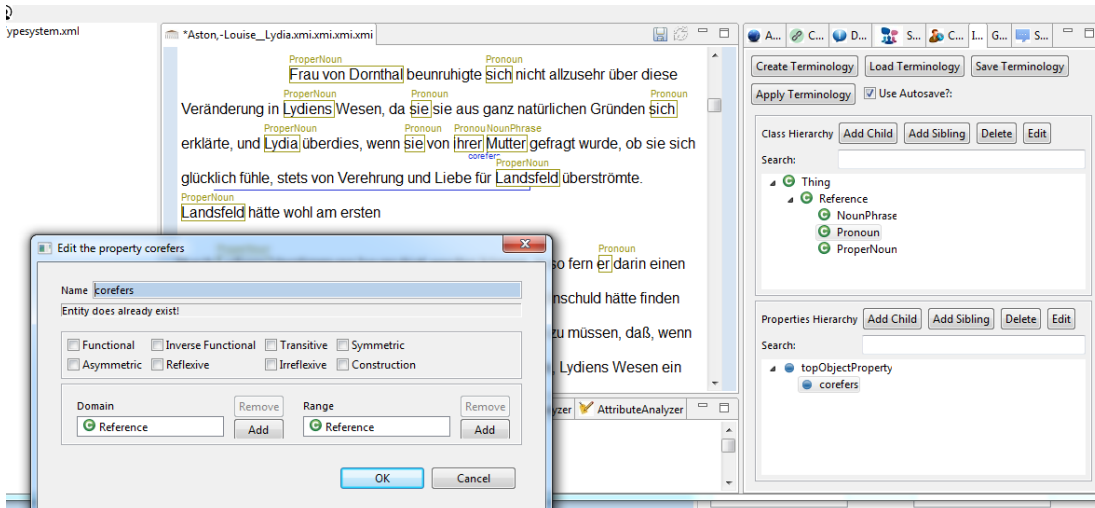 ypesystem.xml
*Aston,-Louise__Lydia.xmi.xmi.xmi.xmi
ProperNoun Pronoun
Frau von Dornthal beunruhigte sich nicht allzusehr über diese
ProperNoun Pronoun Pronoun
Veränderung in Lydiens Wesen, da sie sie aus ganz natürlichen Gründen sich
ProperNoun Pronoun Pronou NounPhrase
erklärte, und Lydia überdies, wenn sie von ihrer Mutter gefragt wurde, ob sie sich
corefers
ProperNoun
glücklich fühle, stets von Verehrung und Liebe für Landsfeld überströmte.
ProperNoun
Landsfeld hätte wohl am ersten
Pronoun
so fern er darin einen
nschuld hätte finden
zu müssen, daß, wenn
, Lydiens Wesen ein
yzer AttributeAnalyzer
Edit the property corefers
Name corefers
Entity does already exist!
Functional Inverse Functional Transitive Symmetric
Asymmetric Reflexive Irreflexive Construction
Domain Remove Range Remove
Reference Add Reference Add
OK Cancel
A... C... D... S... C... I... G... S...
Create Terminology Load Terminology Save Terminology
Apply Terminology Use Autosave?:
Class Hierarchy Add Child Add Sibling Delete Edit
Search:
Thing
Reference
NounPhrase
Pronoun
ProperNoun
Properties Hierarchy Add Child Add Sibling Delete Edit
Search:
topObjectProperty
corefers